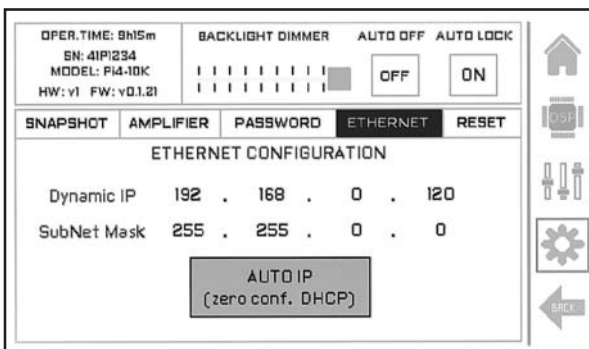 OPER.TIME: 9h15m
SN: 41P1234
MODEL: Pi4-10K
HW: v1 FW: v0.1.21
BACKLIGHT DIMMER
AUTO OFF
OFF
AUTO LOCK
ON
SNAPSHOT AMPLIFIER PASSWORD ETHERNET RESET
ETHERNET CONFIGURATION
Dynamic IP 192 . 168 . 0 . 120
SubNet Mask 255 . 255 . 0 . 0
AUTO IP
(zero conf. DHCP)
DSP
BACK